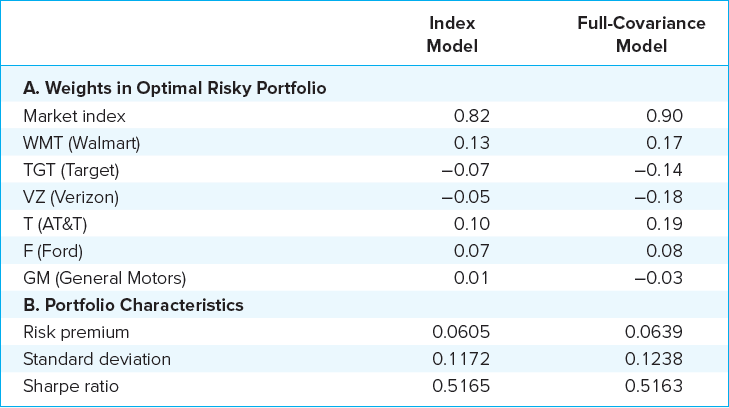 Index Model Full-Covariance Model
A. Weights in Optimal Risky Portfolio
Market index 0.82 0.90
WMT (Walmart) 0.13 0.17
TGT (Target) –0.07 –0.14
VZ (Verizon) –0.05 –0.18
T (AT&T) 0.10 0.19
F (Ford) 0.07 0.08
GM (General Motors) 0.01 –0.03
B. Portfolio Characteristics
Risk premium 0.0605 0.0639
Standard deviation 0.1172 0.1238
Sharpe ratio 0.5165 0.5163